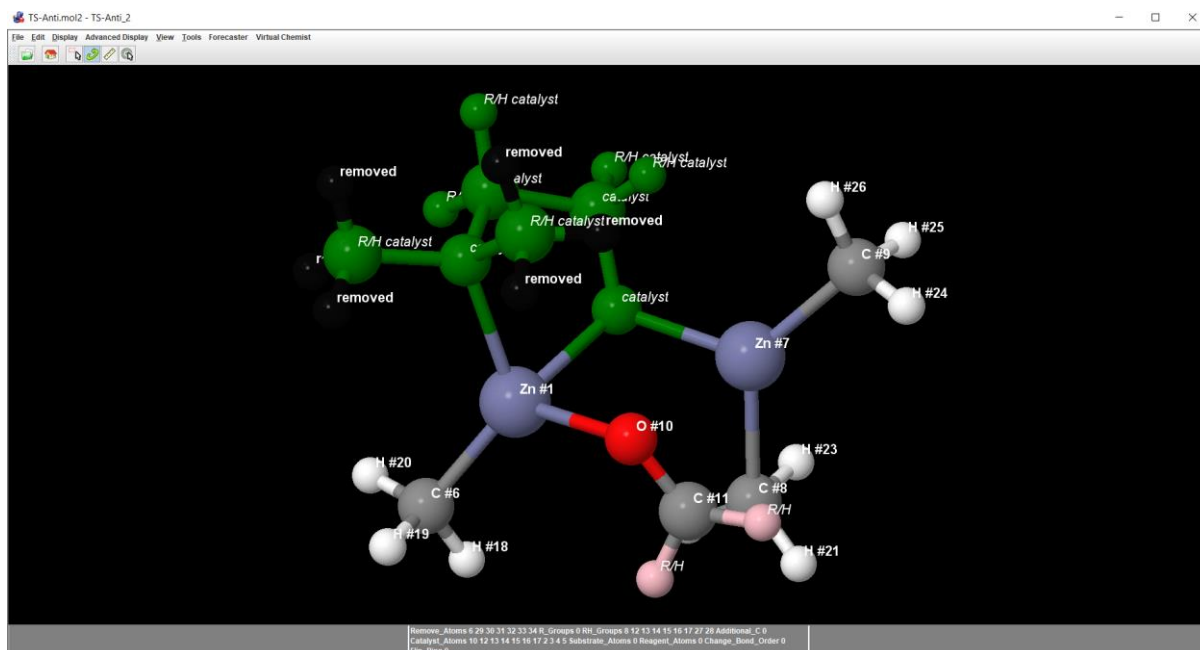 TS-Anti.mol2 - TS-Anti_2
File Edit Display Advanced Display View Tools Forecaster Virtual Chemist
R/H catalyst
removed
removed
R/H catalyst
R/H catalyst
alyst
H #26
R/
cata
R/H catalyst
removed
H #25
R/H catalyst
C #9
removed
removed
catalyst
H #24
Zn #7
Zn #1
O #10
H #23
H #20
C #6
C #8
C #11
R/H
H #19
H #18
H #21
R/H
Remove_Atoms 6 29 30 31 32 33 34 R_Groups 0 RH_Groups 8 12 13 14 15 16 17 27 28 Additional_C 0
Catalyst_Atoms 10 12 13 14 15 16 17 2 3 4 5 Substrate_Atoms 0 Reagent_Atoms 0 Change_Bond_Order 0